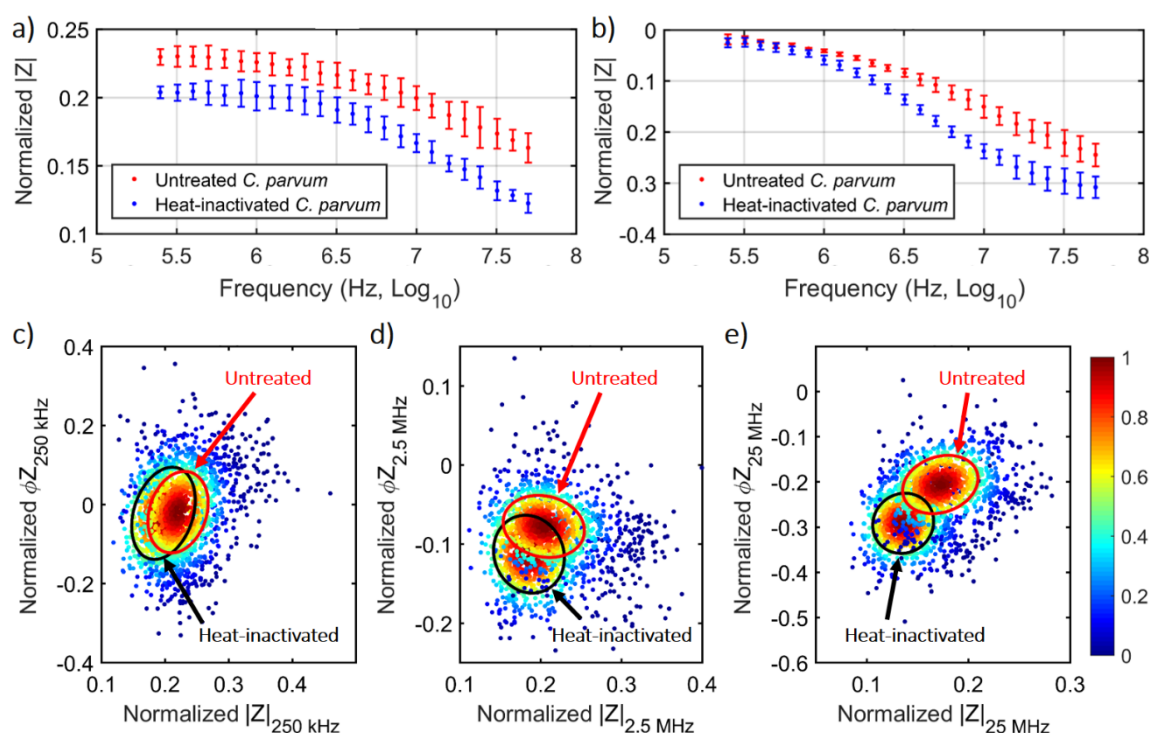 a)
0.25
0.2
0.15
0.1
Normalized |Z|
Untreated C. parvum
Heat-inactivated C. parvum
5 5.5 6 6.5 7 7.5 8
Frequency (Hz, Log10)
b)
0
0.1
0.2
0.3
-0.4
Normalized |Z|
Untreated C. parvum
Heat-inactivated C. parvum
5 5.5 6 6.5 7 7.5 8
Frequency (Hz, Log10)
c)
0.4
0.2
0
-0.2
-0.4
Normalized ϕZ250 kHz
Untreated
Heat-inactivated
0.1 0.2 0.3 0.4
Normalized |Z|250 kHz
d)
0.1
0
-0.1
-0.2
Normalized ϕZ2.5 MHz
Untreated
Heat-inactivated
0.1 0.2 0.3 0.4
Normalized |Z|2.5 MHz
e)
0
-0.1
-0.2
-0.3
-0.4
-0.5
-0.6
Normalized ϕZ25 MHz
Untreated
Heat-inactivated
0.1 0.2 0.3
Normalized |Z|25 MHz
1
0.8
0.6
0.4
0.2
0